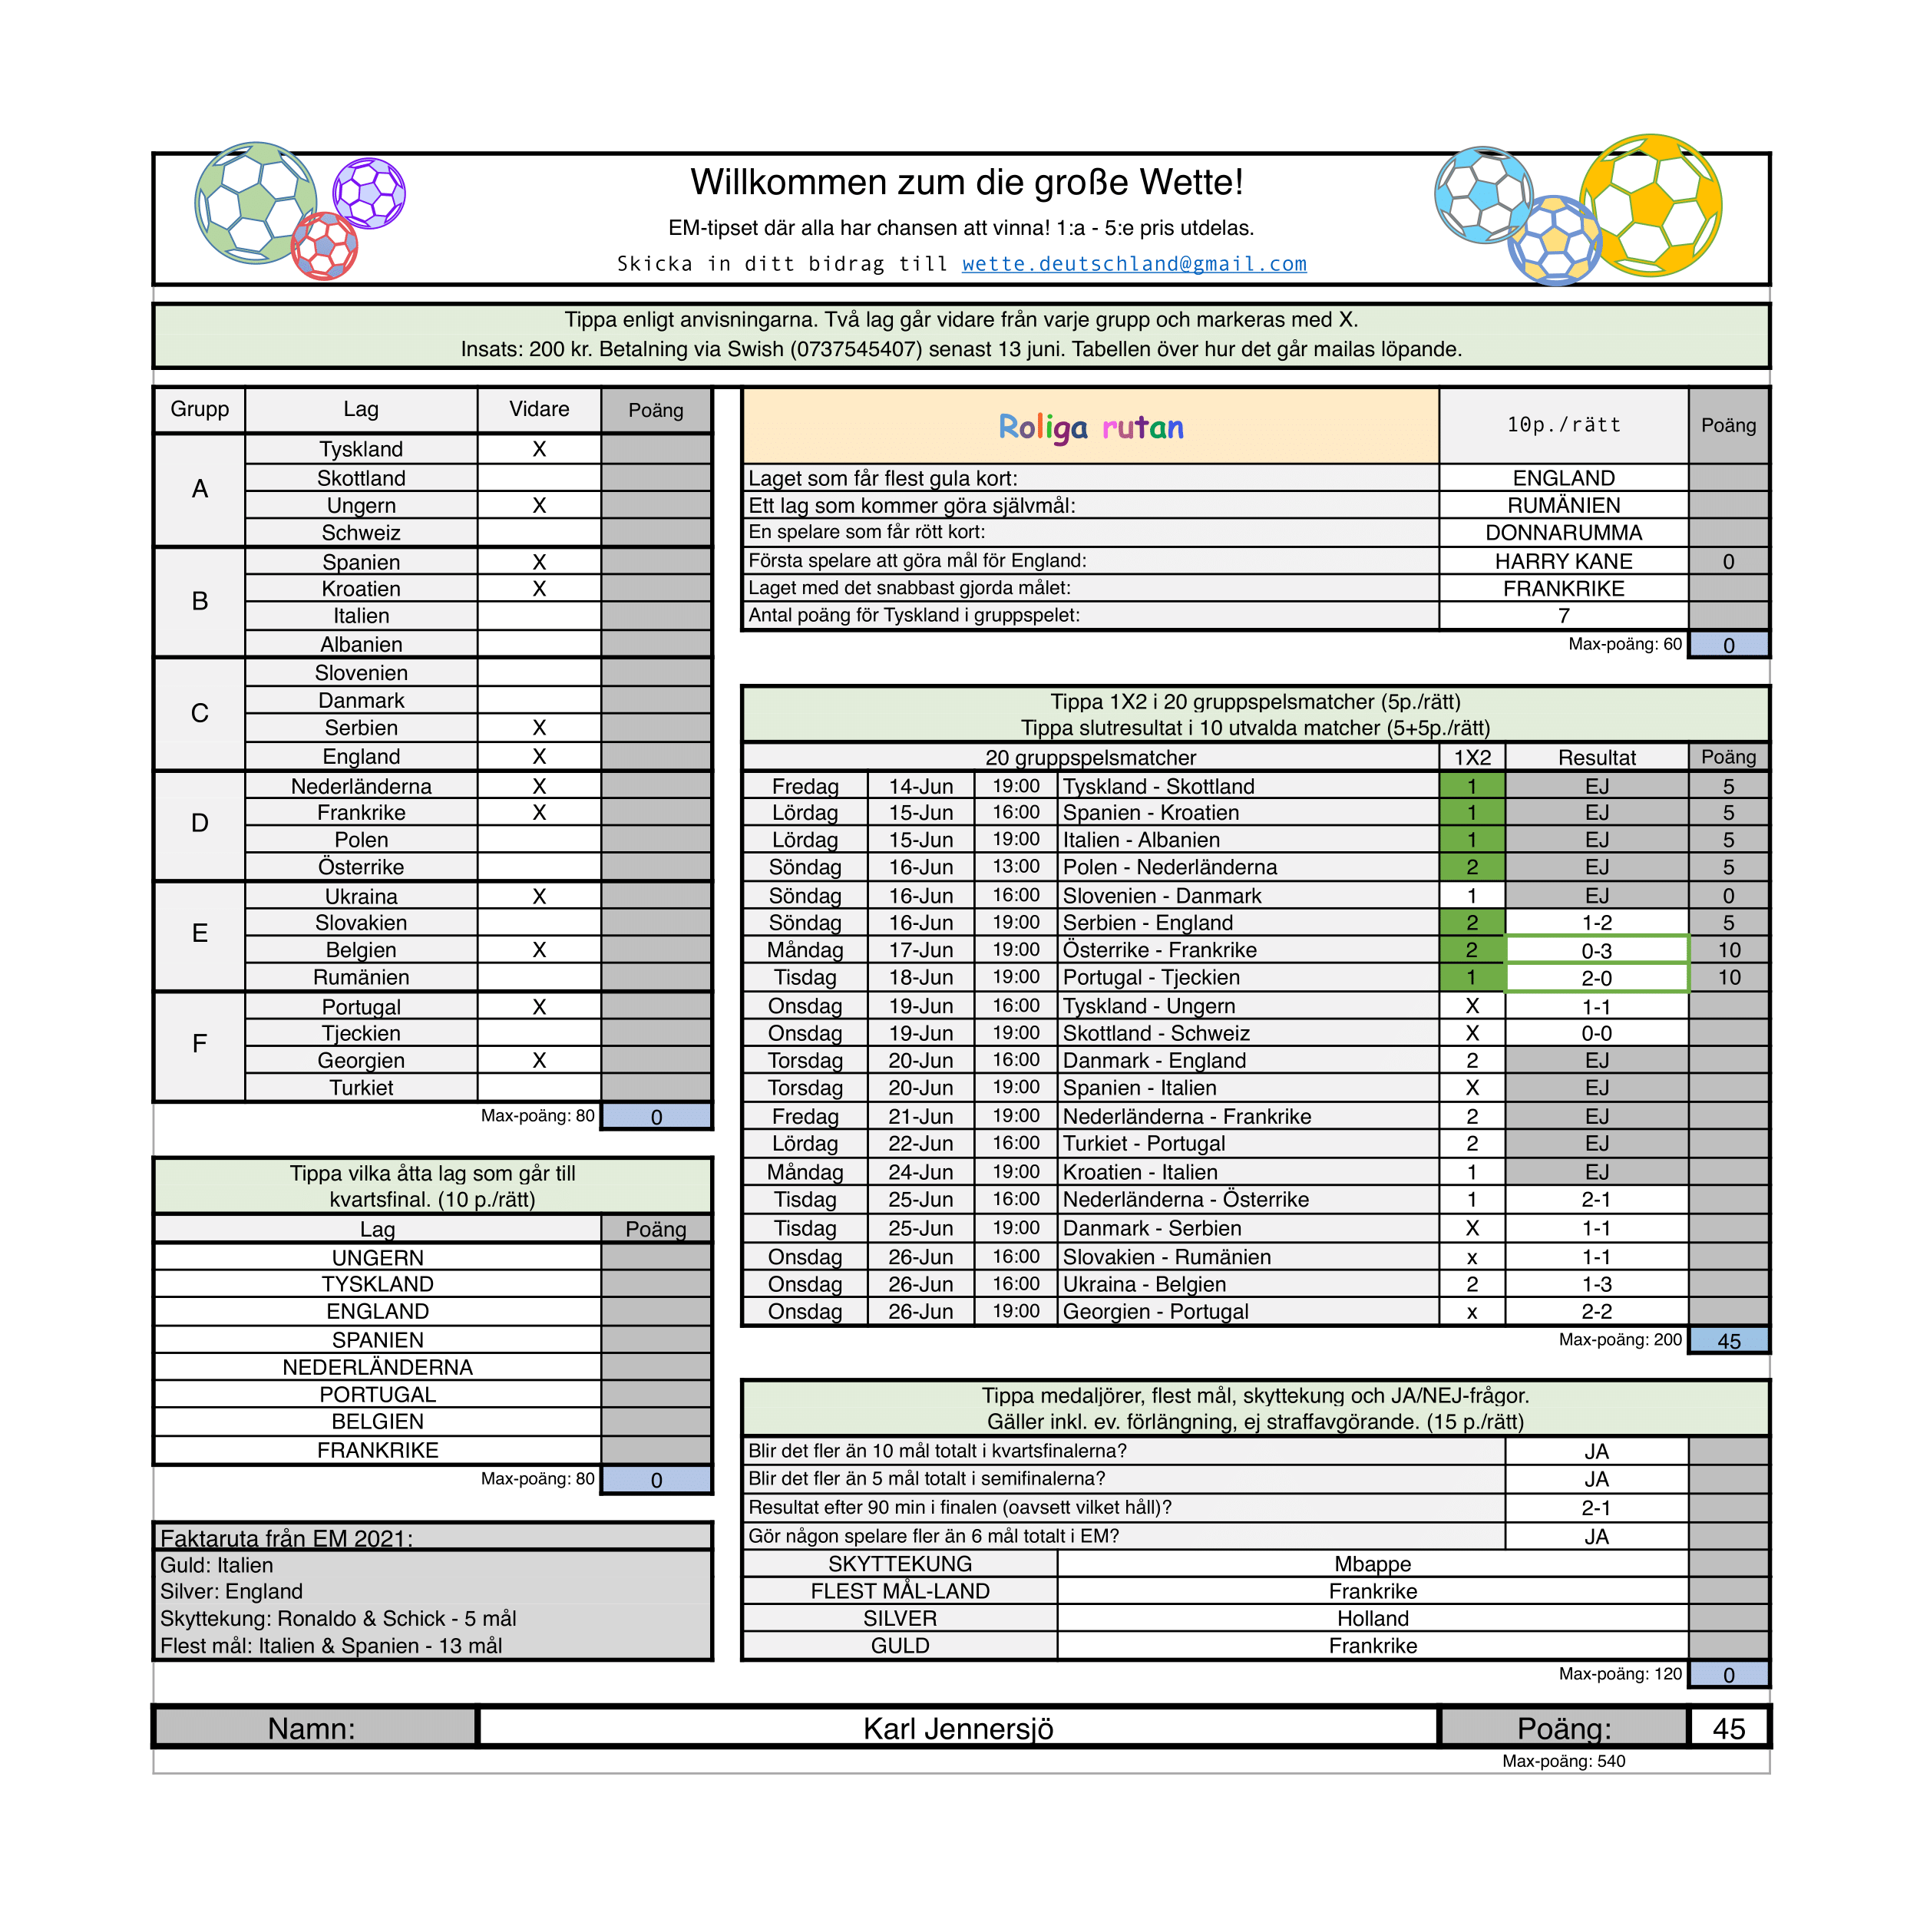 Willkommen zum die große Wette!
EM-tipset där alla har chansen att vinna! 1:a - 5:e pris utdelas.
Skicka in ditt bidrag till wette.deutschland@gmail.com
Tippa enligt anvisningarna. Två lag går vidare från varje grupp och markeras med X.
Insats: 200 kr. Betalning via Swish (0737545407) senast 13 juni. Tabellen över hur det går mailas löpande.
Grupp Lag Vidare Poäng
A
Tyskland X
Skottland
Ungern X
Schweiz
B
Spanien X
Kroatien X
Italien
Albanien
C
Slovenien
Danmark
Serbien X
England X
D
Nederländerna X
Frankrike X
Polen
Österrike
E
Ukraina X
Slovakien
Belgien X
Rumänien
F
Portugal X
Tjeckien
Georgien X
Turkiet
Max-poäng: 80 0
Tippa vilka åtta lag som går till
kvartsfinal. (10 p./rätt)
Lag Poäng
UNGERN
TYSKLAND
ENGLAND
SPANIEN
NEDERLÄNDERNA
PORTUGAL
BELGIEN
FRANKRIKE
Max-poäng: 80 0
Faktaruta från EM 2021:
Guld: Italien
Silver: England
Skyttekung: Ronaldo & Schick - 5 mål
Flest mål: Italien & Spanien - 13 mål
Roliga rutan 10p./rätt Poäng
Laget som får flest gula kort: ENGLAND
Ett lag som kommer göra självmål: RUMÄNIEN
En spelare som får rött kort: DONNARUMMA
Första spelare att göra mål för England: HARRY KANE 0
Laget med det snabbast gjorda målet: FRANKRIKE
Antal poäng för Tyskland i gruppspelet: 7
Max-poäng: 60 0
Tippa 1X2 i 20 gruppspelsmatcher (5p./rätt)
Tippa slutresultat i 10 utvalda matcher (5+5p./rätt)
20 gruppspelsmatcher 1X2 Resultat Poäng
Fredag 14-Jun 19:00 Tyskland - Skottland 1 EJ 5
Lördag 15-Jun 16:00 Spanien - Kroatien 1 EJ 5
Lördag 15-Jun 19:00 Italien - Albanien 1 EJ 5
Söndag 16-Jun 13:00 Polen - Nederländerna 2 EJ 5
Söndag 16-Jun 16:00 Slovenien - Danmark 1 EJ 0
Söndag 16-Jun 19:00 Serbien - England 2 1-2 5
Måndag 17-Jun 19:00 Österrike - Frankrike 2 0-3 10
Tisdag 18-Jun 19:00 Portugal - Tjeckien 1 2-0 10
Onsdag 19-Jun 16:00 Tyskland - Ungern X 1-1
Onsdag 19-Jun 19:00 Skottland - Schweiz X 0-0
Torsdag 20-Jun 16:00 Danmark - England 2 EJ
Torsdag 20-Jun 19:00 Spanien - Italien X EJ
Fredag 21-Jun 19:00 Nederländerna - Frankrike 2 EJ
Lördag 22-Jun 16:00 Turkiet - Portugal 2 EJ
Måndag 24-Jun 19:00 Kroatien - Italien 1 EJ
Tisdag 25-Jun 16:00 Nederländerna - Österrike 1 2-1
Tisdag 25-Jun 19:00 Danmark - Serbien X 1-1
Onsdag 26-Jun 16:00 Slovakien - Rumänien x 1-1
Onsdag 26-Jun 16:00 Ukraina - Belgien 2 1-3
Onsdag 26-Jun 19:00 Georgien - Portugal x 2-2
Max-poäng: 200 45
Tippa medaljörer, flest mål, skyttekung och JA/NEJ-frågor.
Gäller inkl. ev. förlängning, ej straffavgörande. (15 p./rätt)
Blir det fler än 10 mål totalt i kvartsfinalerna? JA
Blir det fler än 5 mål totalt i semifinalerna? JA
Resultat efter 90 min i finalen (oavsett vilket håll)? 2-1
Gör någon spelare fler än 6 mål totalt i EM? JA
SKYTTEKUNG Mbappe
FLEST MÅL-LAND Frankrike
SILVER Holland
GULD Frankrike
Max-poäng: 120 0
Namn: Karl Jennersjö Poäng: 45
Max-poäng: 540